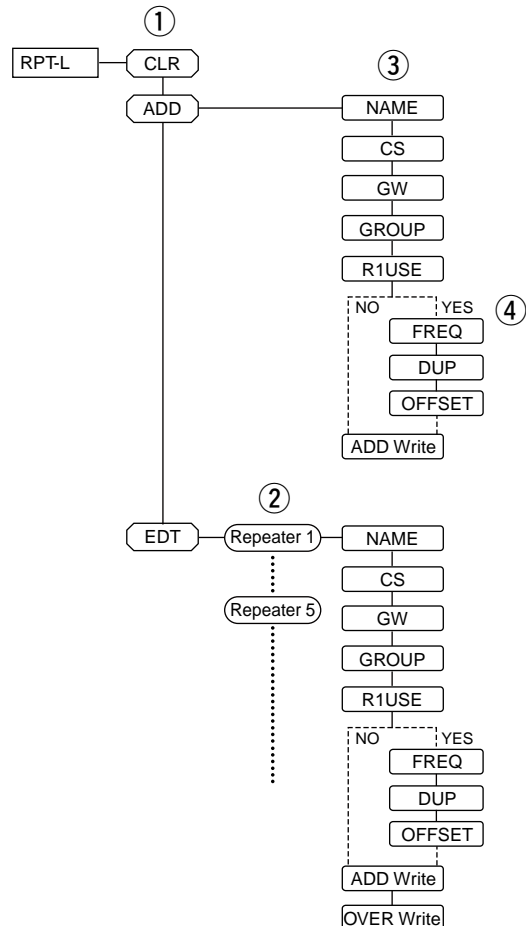 ①
RPT-L CLR ③
ADD NAME
CS
GW
GROUP
R1USE
NO YES ④
FREQ
DUP
OFFSET
ADD Write
②
EDT Repeater 1 NAME
CS
Repeater 5 GW
GROUP
R1USE
NO YES
FREQ
DUP
OFFSET
ADD Write
OVER Write